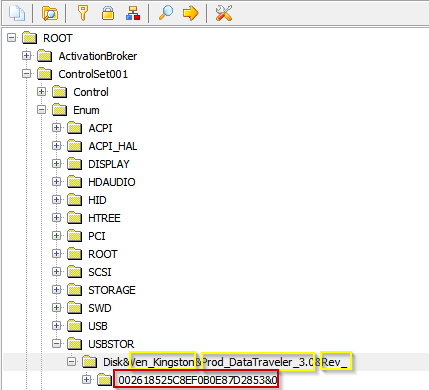 ROOT
ActivationBroker
ControlSet001
Control
Enum
ACPI
ACPI_HAL
DISPLAY
HDAUDIO
HID
HTREE
PCI
ROOT
SCSI
STORAGE
SWD
USB
USBSTOR
Disk&Ven_Kingston&Prod_DataTraveler_3.0&Rev_
002618525C8EF0B0E87D2853&0